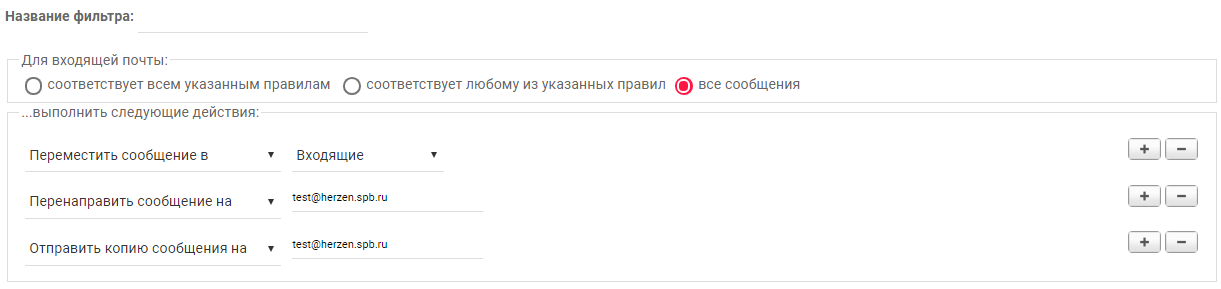 Название фильтра:
Для входящей почты:
соответствует всем указанным правилам соответствует любому из указанных правил все сообщения
...выполнить следующие действия:
Переместить сообщение в Входящие
Перенаправить сообщение на test@herzen.spb.ru
Отправить копию сообщения на test@herzen.spb.ru